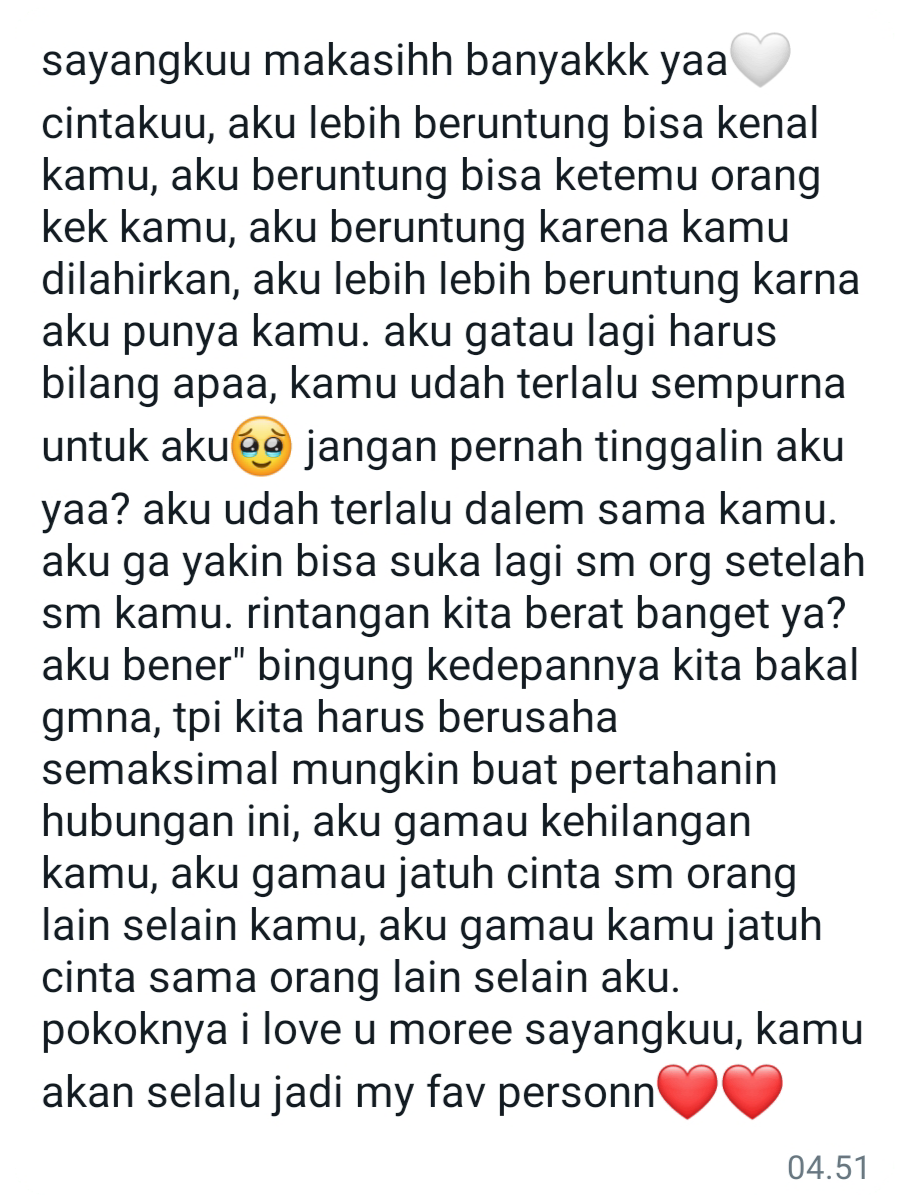 sayangkuu makasihh banyakkk yaa🤍
cintakuu, aku lebih beruntung bisa kenal
kamu, aku beruntung bisa ketemu orang
kek kamu, aku beruntung karena kamu
dilahirkan, aku lebih lebih beruntung karna
aku punya kamu. aku gatau lagi harus
bilang apaa, kamu udah terlalu sempurna
untuk aku🥹 jangan pernah tinggalin aku
yaa? aku udah terlalu dalem sama kamu.
aku ga yakin bisa suka lagi sm org setelah
sm kamu. rintangan kita berat banget ya?
aku bener" bingung kedepannya kita bakal
gmna, tpi kita harus berusaha
semaksimal mungkin buat pertahanin
hubungan ini, aku gamau kehilangan
kamu, aku gamau jatuh cinta sm orang
lain selain kamu, aku gamau kamu jatuh
cinta sama orang lain selain aku.
pokoknya i love u moree sayangkuu, kamu
akan selalu jadi my fav personn❤️❤️
04.51